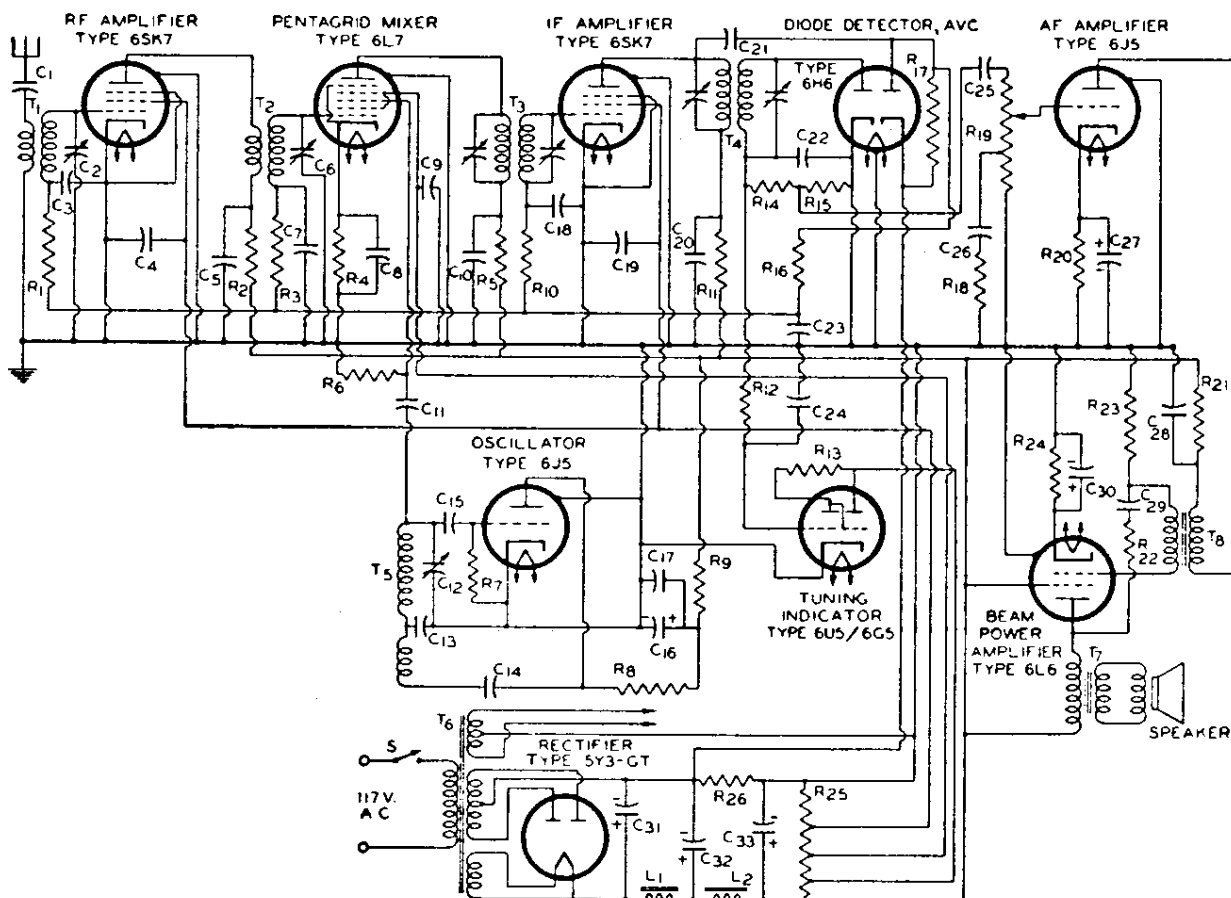 RF AMPLIFIER
TYPE 6SK7
PENTAGRID MIXER
TYPE 6L7
IF AMPLIFIER
TYPE 6SK7
DIODE DETECTOR, AVC
TYPE
6H6
AF AMPLIFIER
TYPE 6J5
C1
T1
C2
C3
R1
C4
C5
R2
T2
C6
R3
C7
R4
C8
C9
C10
R5
T3
C18
R10
C19
C20
R11
C21
T4
C22
R14
R15
R16
R17
C23
C25
R19
C26
R18
R20
C27
R6
C11
OSCILLATOR
TYPE 6J5
C15
T5
C12
R7
C13
C14
C17
C16
R8
R9
R12
C24
R13
TUNING
INDICATOR
TYPE 6U5/6G5
R24
C30
R23
C29
R22
C28
R21
T8
BEAM
POWER
AMPLIFIER
TYPE 6L6
T7
SPEAKER
T6
S
117 V.
AC
RECTIFIER
TYPE 5Y3-GT
C31
C32
R26
C33
R25
L1
L2